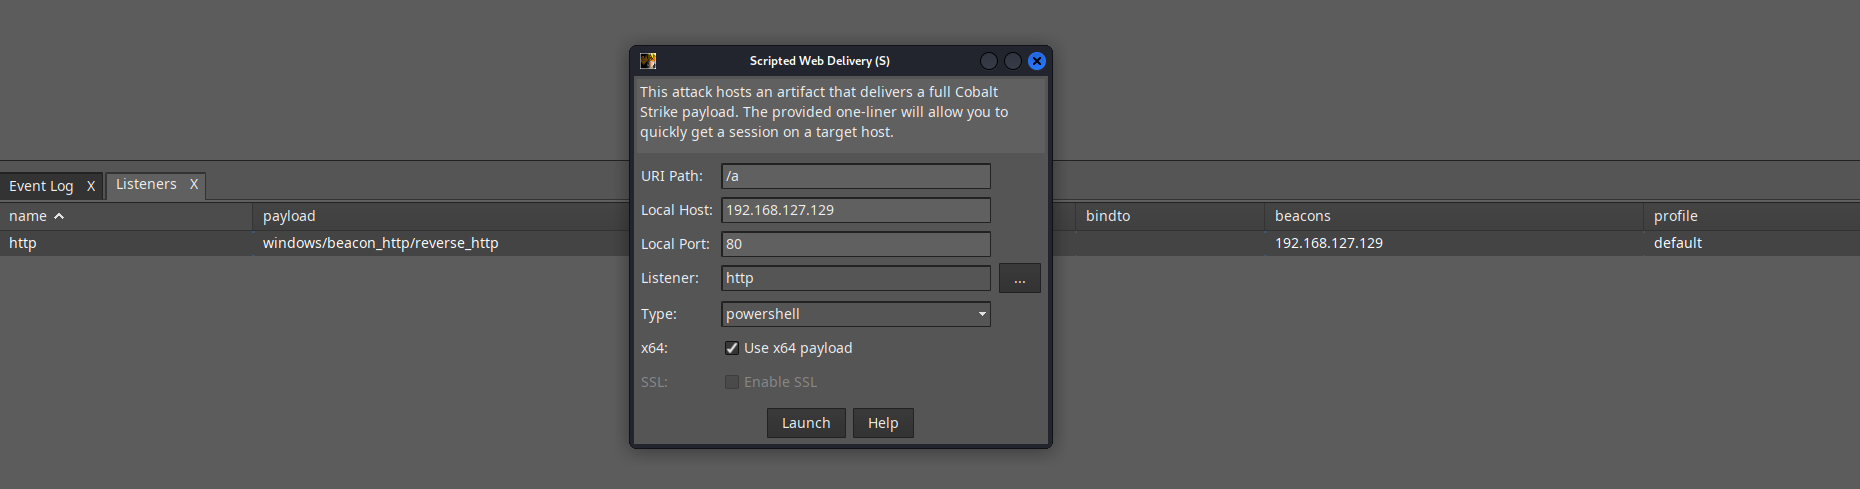 Scripted Web Delivery (S)
This attack hosts an artifact that delivers a full Cobalt
Strike payload. The provided one-liner will allow you to
quickly get a session on a target host.
URI Path: /a
Local Host: 192.168.127.129
Local Port: 80
Listener: http ...
Type: powershell
x64: Use x64 payload
SSL: Enable SSL
Launch Help
Event Log X Listeners X
name payload bindto beacons profile
http windows/beacon_http/reverse_http 192.168.127.129 default